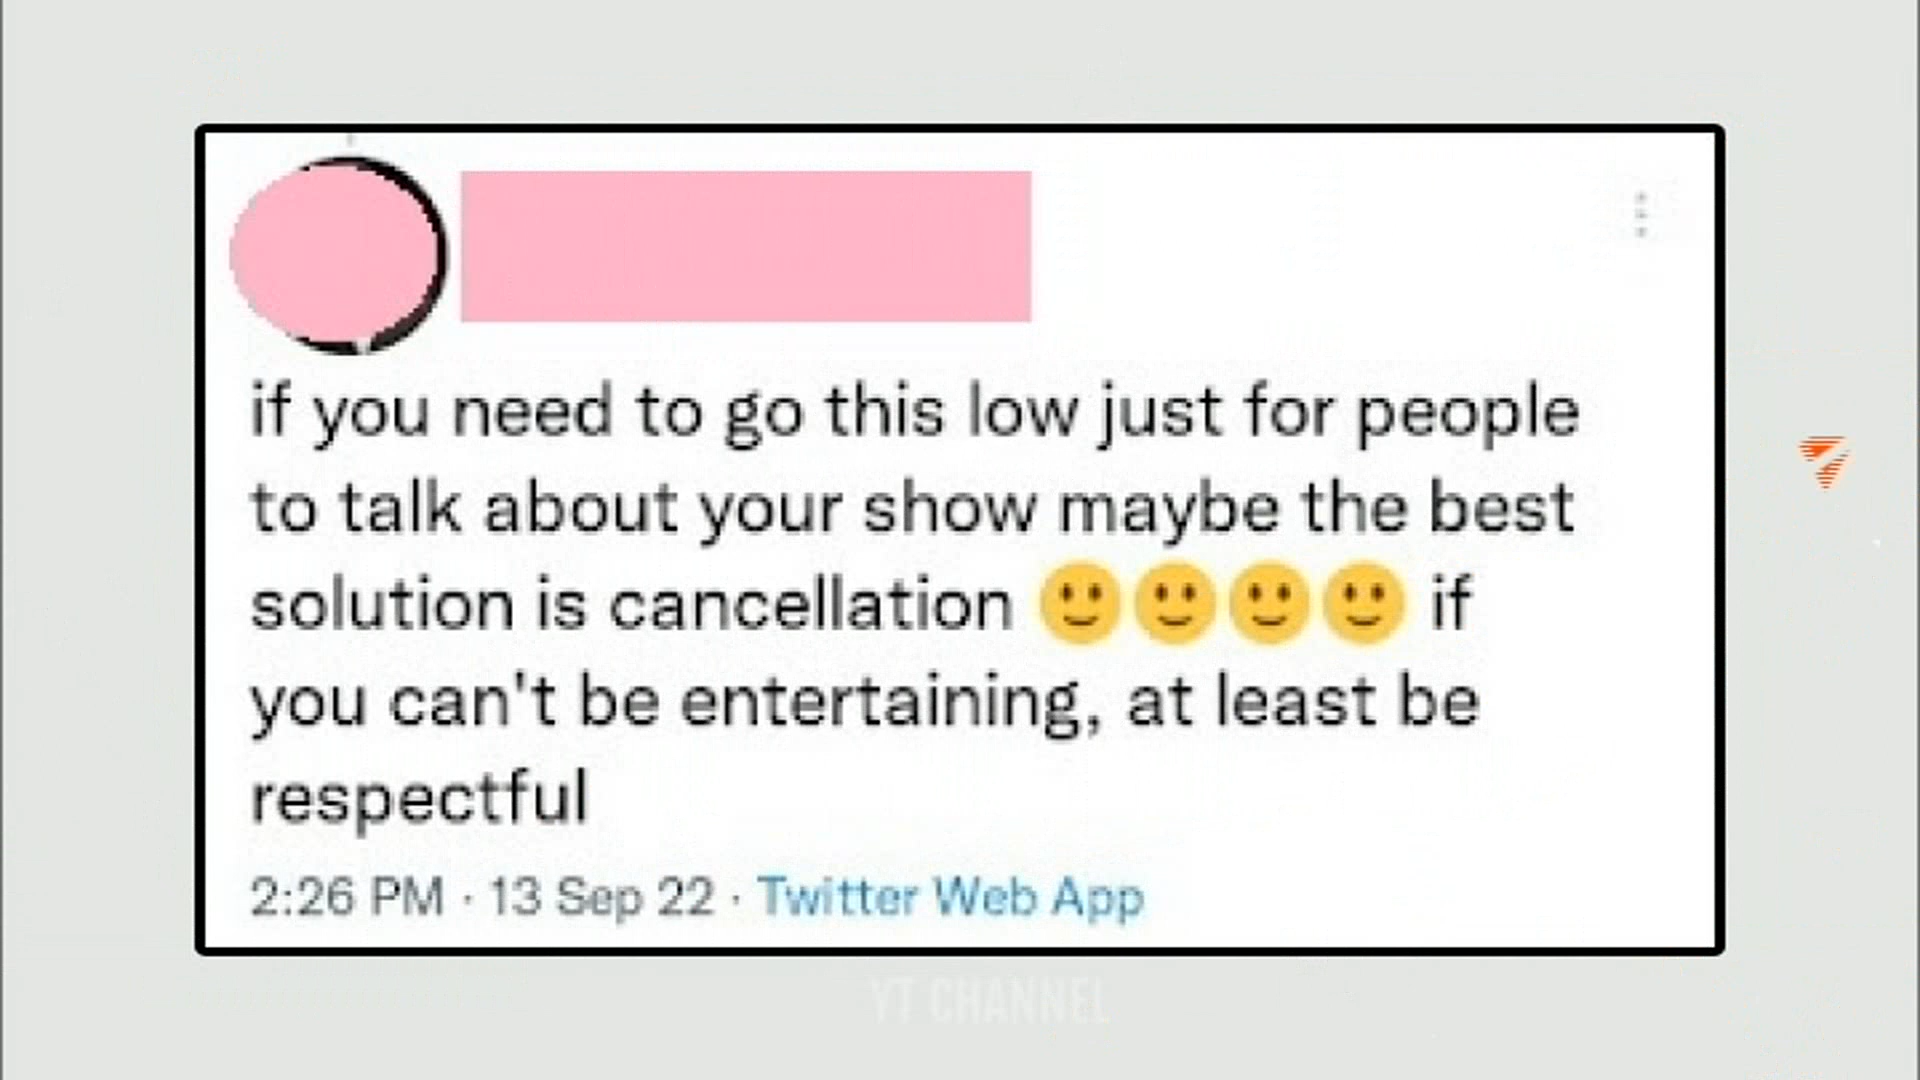 if you need to go this low just for people
to talk about your show maybe the best
solution is cancellation 🙂🙂🙂🙂 if
you can't be entertaining, at least be
respectful
2:26 PM · 13 Sep 22 · Twitter Web App
YT CHANNEL